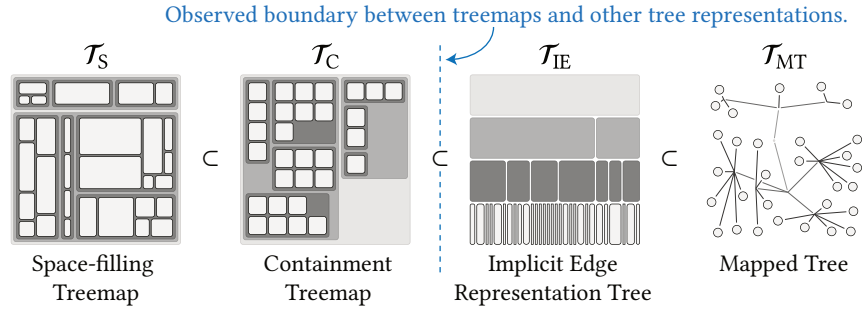 Observed boundary between treemaps and other tree representations.
𝒯S 𝒯C 𝒯IE 𝒯MT
⊂ ⊂ ⊂
Space-filling Treemap
Containment Treemap
Implicit Edge Representation Tree
Mapped Tree